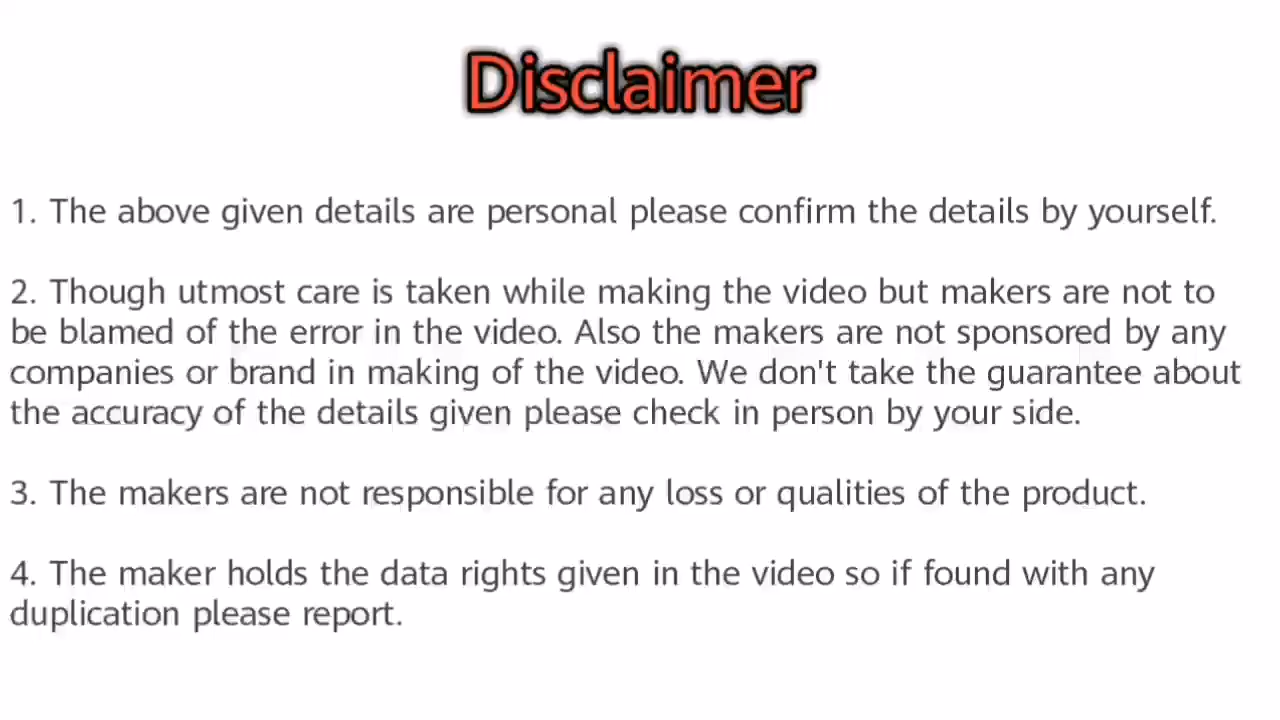 Disclaimer
1. The above given details are personal please confirm the details by yourself.
2. Though utmost care is taken while making the video but makers are not to
be blamed of the error in the video. Also the makers are not sponsored by any
companies or brand in making of the video. We don't take the guarantee about
the accuracy of the details given please check in person by your side.
3. The makers are not responsible for any loss or qualities of the product.
4. The maker holds the data rights given in the video so if found with any
duplication please report.